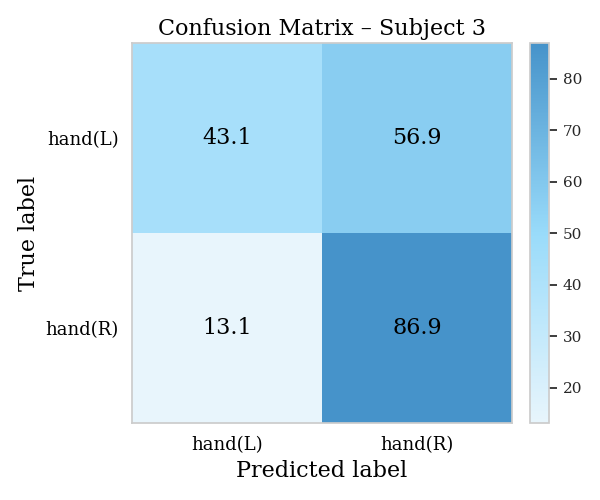 Confusion Matrix – Subject 3
True label
hand(L)
43.1
56.9
hand(R)
13.1
86.9
hand(L)
hand(R)
Predicted label
80
70
60
50
40
30
20